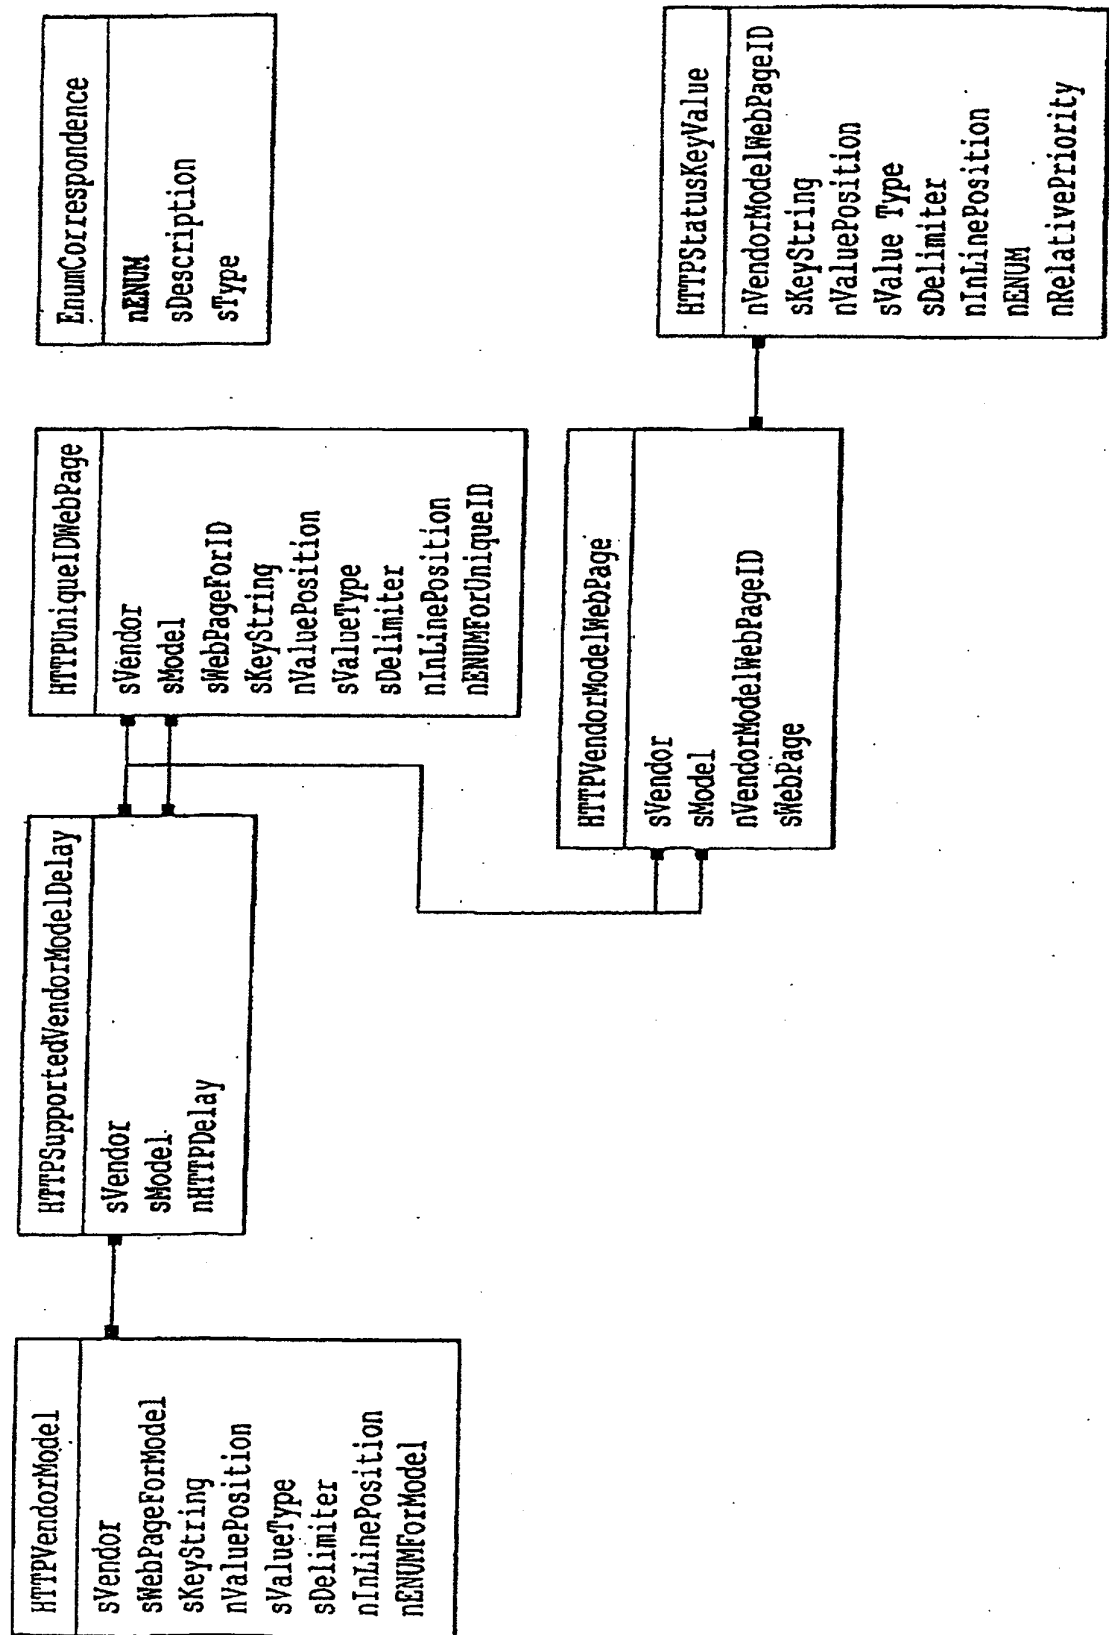 HTTPVendorModel
sVendor
sWebPageForModel
sKeyString
nValuePosition
sValueType
sDelimiter
nInLinePosition
nENUMForModel
HTTPSupportedVendorModelDelay
sVendor
sModel
nHTTPDelay
HTTPUniqueIDWebPage
sVendor
sModel
sWebPageForID
sKeyString
nValuePosition
sValueType
sDelimiter
nInLinePosition
nENUMForUniqueID
EnumCorrespondence
nENUM
sDescription
sType
HTTPVendorModelWebPage
sVendor
sModel
nVendorModelWebPageID
sWebPage
HTTPStatusKeyValue
nVendorModelWebPageID
sKeyString
nValuePosition
sValue Type
sDelimiter
nInLinePosition
nENUM
nRelativePriority